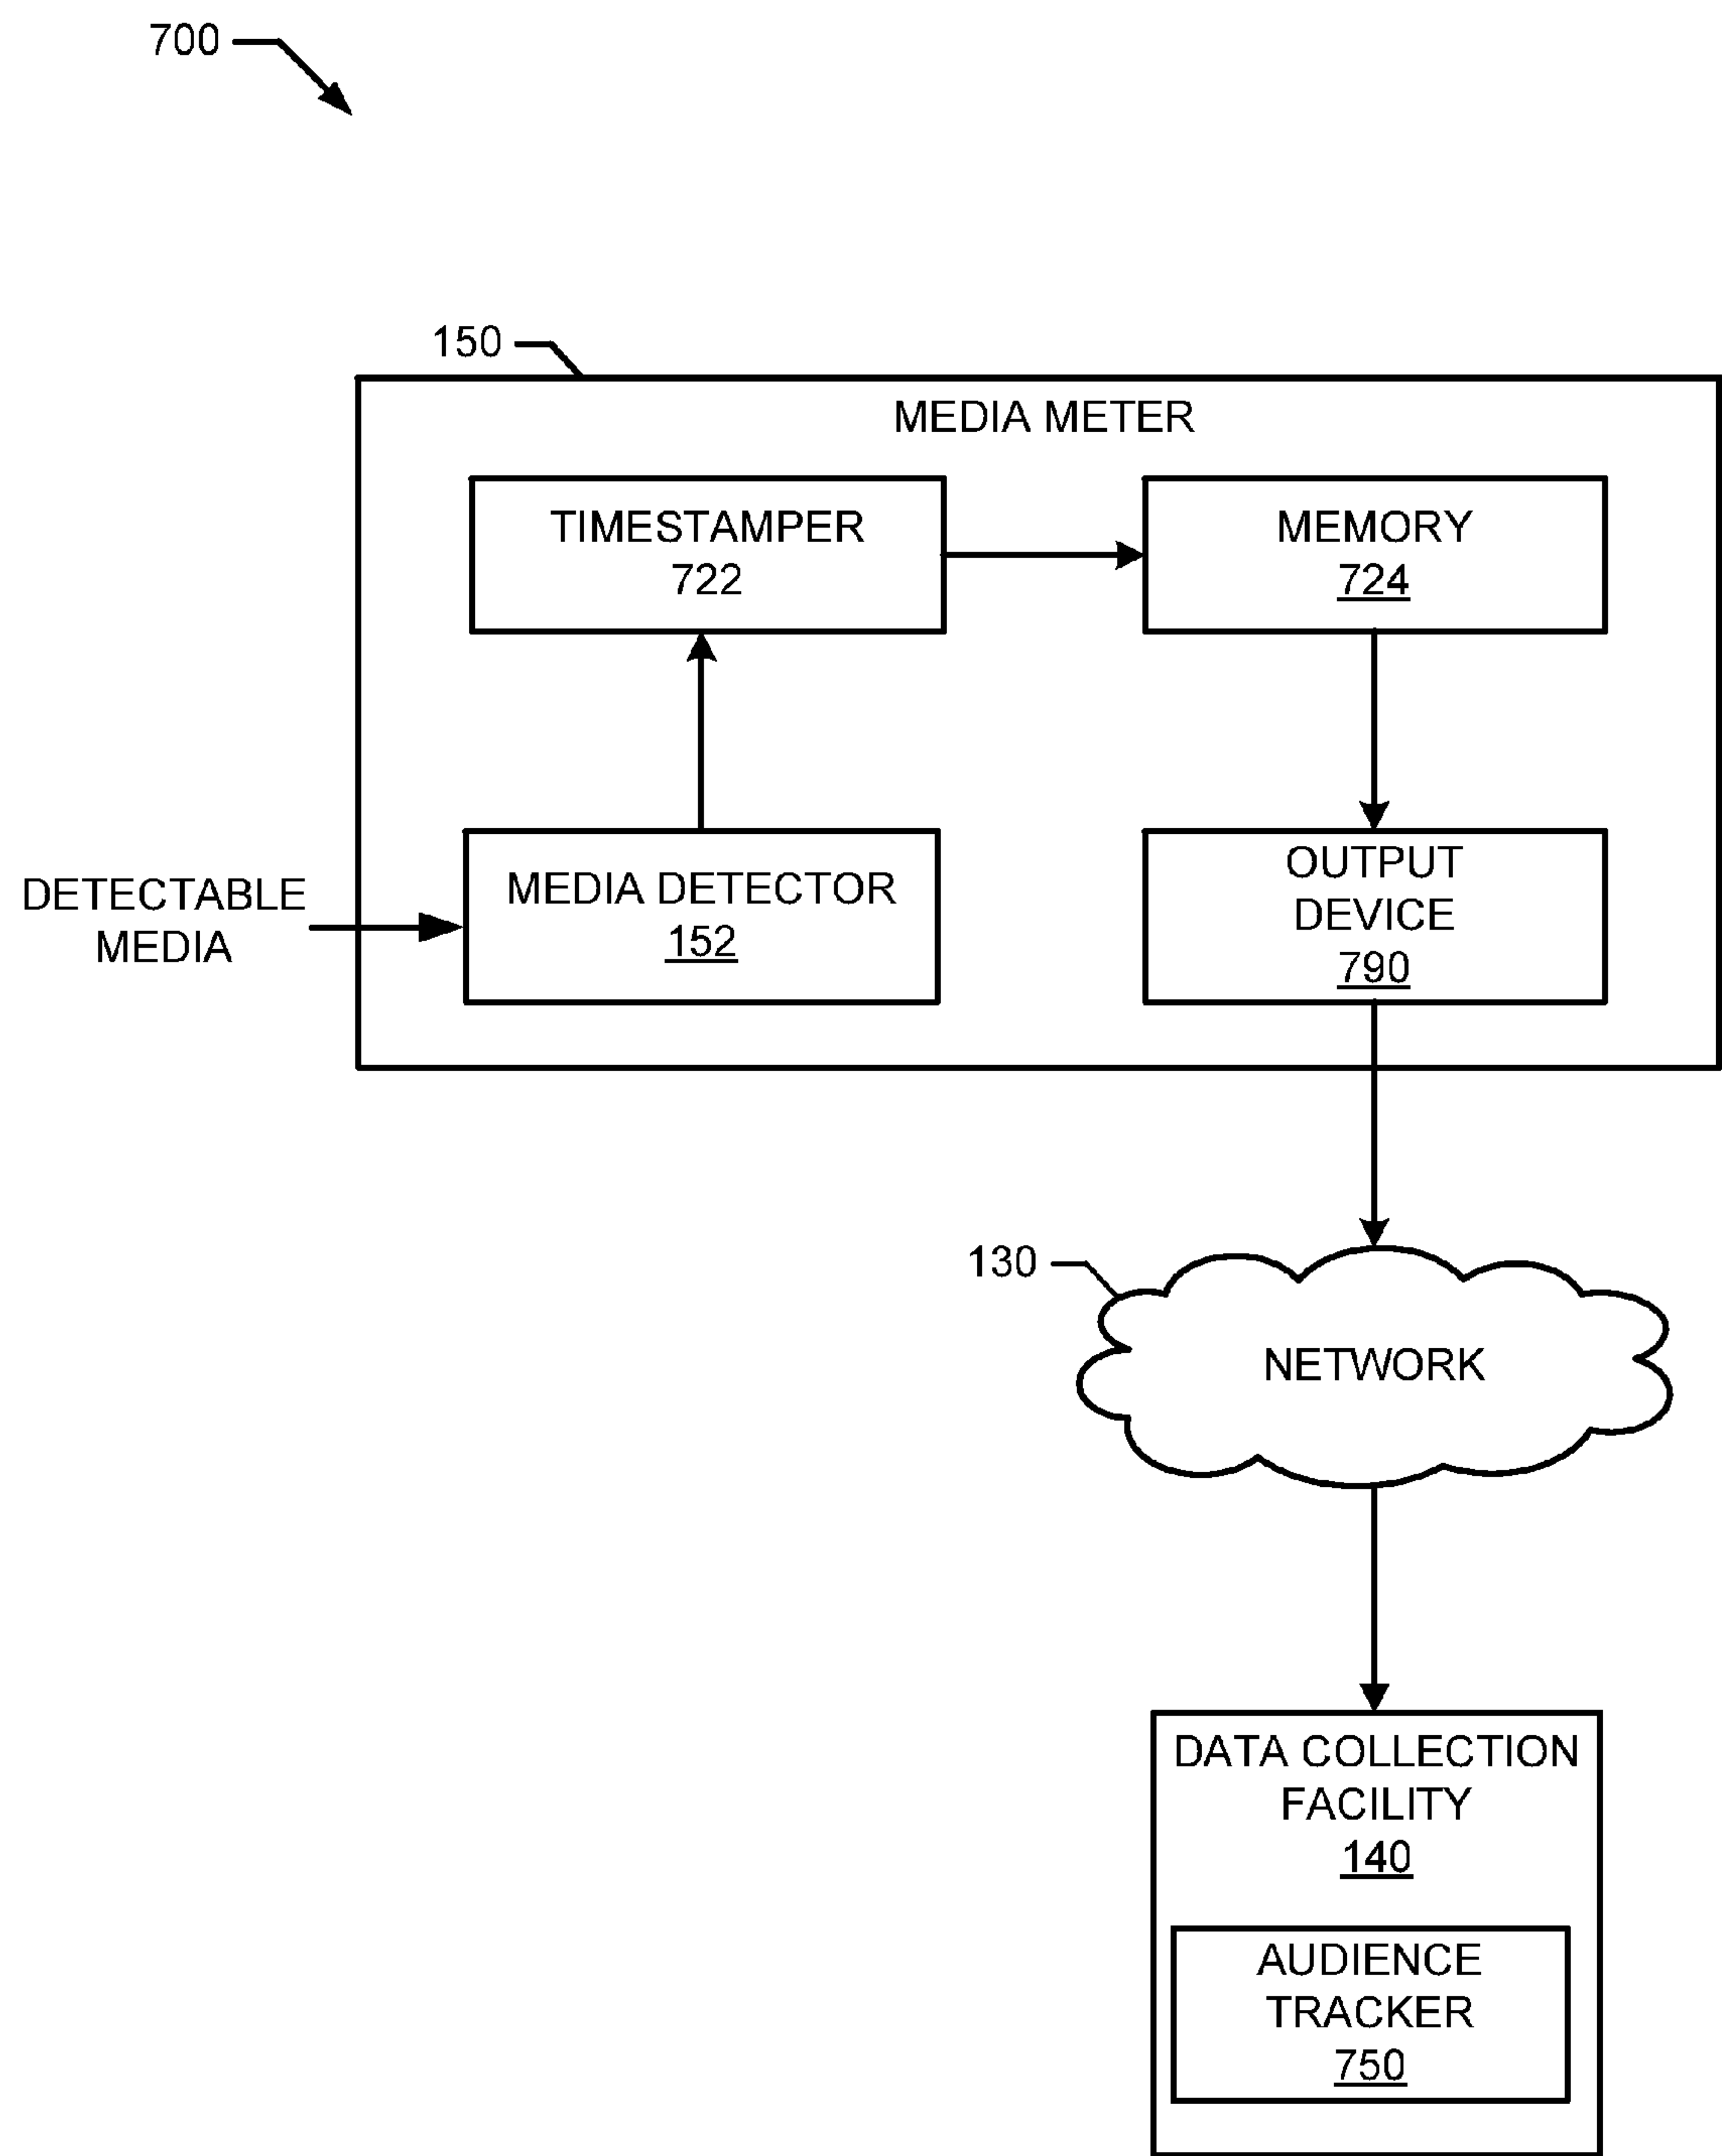 700
150
MEDIA METER
TIMESTAMPER
722
MEMORY
724
DETECTABLE
MEDIA
MEDIA DETECTOR
152
OUTPUT
DEVICE
790
130
NETWORK
DATA COLLECTION
FACILITY
140
AUDIENCE
TRACKER
750